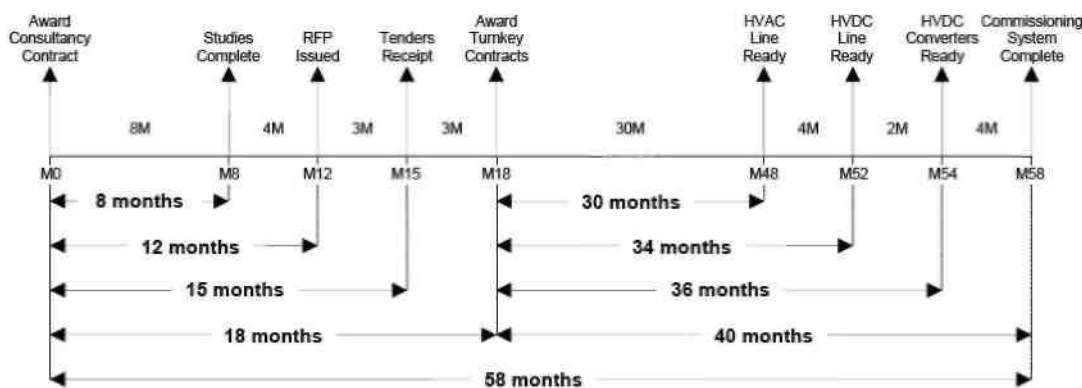 Award
Consultancy
Contract
Studies
Complete
RFP
Issued
Tenders
Receipt
Award
Turnkey
Contracts
HVAC
Line
Ready
HVDC
Line
Ready
HVDC
Converters
Ready
Commissioning
System
Complete
8M 4M 3M 3M 30M 4M 2M 4M
M0 M8 M12 M15 M18 M48 M52 M54 M58
8 months 30 months
12 months 34 months
15 months 36 months
18 months 40 months
58 months